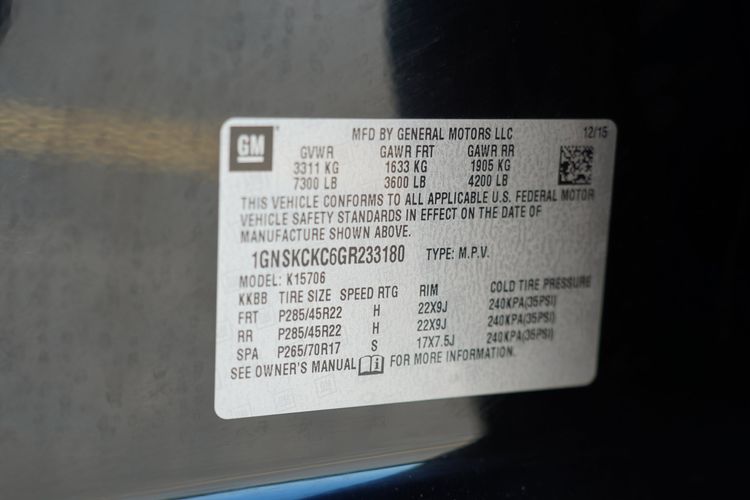 GM
MFD BY GENERAL MOTORS LLC 12/15
GVWR GAWR FRT GAWR RR
3311 KG 1633 KG 1905 KG
7300 LB 3600 LB 4200 LB
THIS VEHICLE CONFORMS TO ALL APPLICABLE U.S. FEDERAL MOTOR
VEHICLE SAFETY STANDARDS IN EFFECT ON THE DATE OF
MANUFACTURE SHOWN ABOVE.
1GNSKCKC6GR233180 TYPE: M.P.V.
MODEL: K15706
KKBB TIRE SIZE SPEED RTG RIM COLD TIRE PRESSURE
FRT P285/45R22 H 22X9J 240KPA(35PSI)
RR P285/45R22 H 22X9J 240KPA(35PSI)
SPA P265/70R17 S 17X7.5J 240KPA(35PSI)
SEE OWNER'S MANUAL FOR MORE INFORMATION.